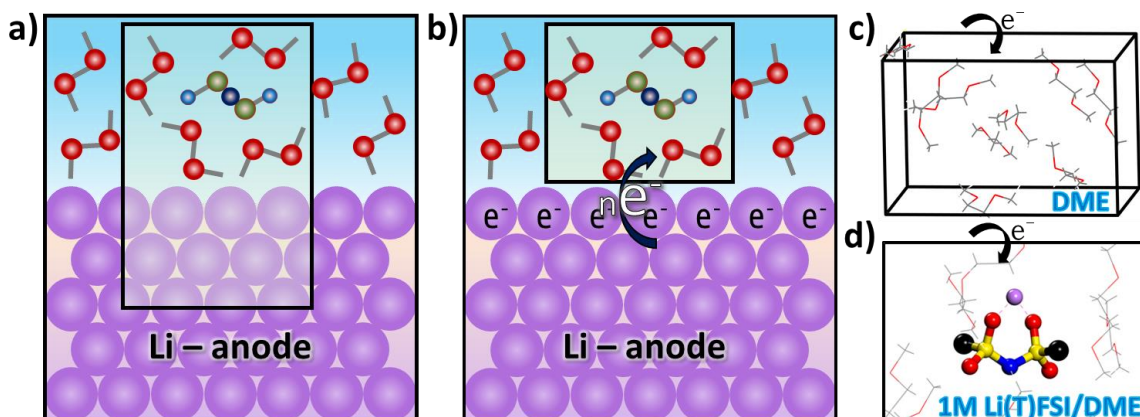 a)
Li – anode
b)
ne⁻
e⁻ e⁻ e⁻ e⁻ e⁻ e⁻
Li – anode
c)
e⁻
DME
d)
e⁻
1M Li(T)FSI/DME